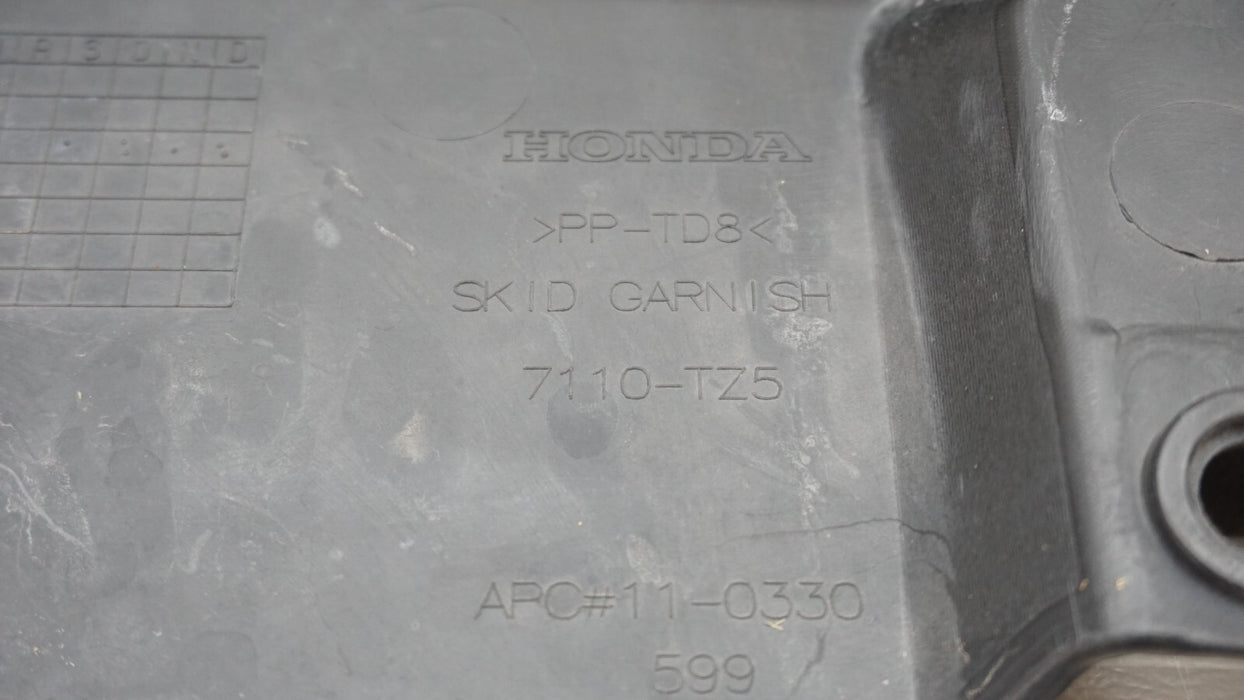 A S O N D
HONDA
>PP-TD8<
SKID GARNISH
7110-TZ5
APC#11-0330
599